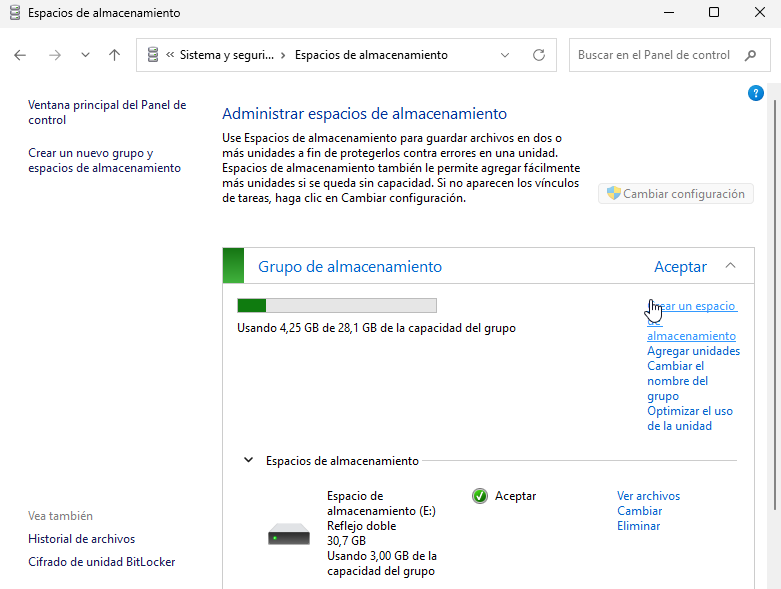 Espacios de almacenamiento
« Sistema y seguri... › Espacios de almacenamiento
Buscar en el Panel de control
Ventana principal del Panel de
control
Crear un nuevo grupo y
espacios de almacenamiento
Administrar espacios de almacenamiento
Use Espacios de almacenamiento para guardar archivos en dos o
más unidades a fin de protegerlos contra errores en una unidad.
Espacios de almacenamiento también le permite agregar fácilmente
más unidades si se queda sin capacidad. Si no aparecen los vínculos
de tareas, haga clic en Cambiar configuración.
Cambiar configuración
?
Grupo de almacenamiento
Aceptar
Usando 4,25 GB de 28,1 GB de la capacidad del grupo
Crear un espacio
de
almacenamiento
Agregar unidades
Cambiar el
nombre del
grupo
Optimizar el uso
de la unidad
Espacios de almacenamiento
Espacio de
almacenamiento (E:)
Reflejo doble
30,7 GB
Usando 3,00 GB de la
capacidad del grupo
Aceptar
Ver archivos
Cambiar
Eliminar
Vea también
Historial de archivos
Cifrado de unidad BitLocker